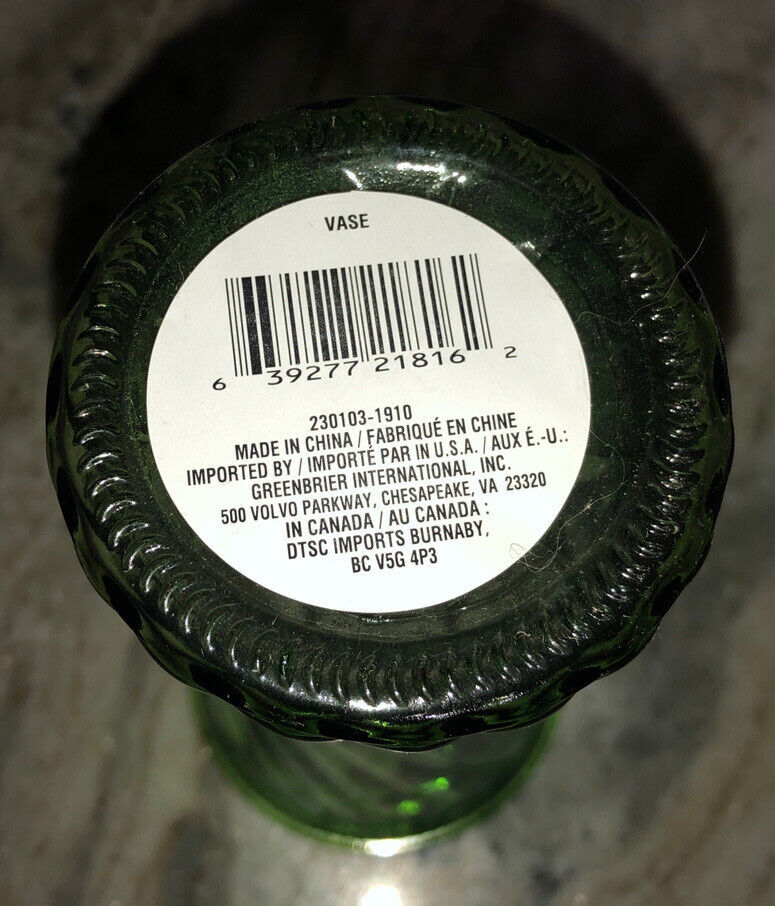 VASE
6 39277 21816 2
230103-1910
MADE IN CHINA / FABRIQUÉ EN CHINE
IMPORTED BY / IMPORTÉ PAR IN U.S.A. / AUX É.-U.:
GREENBRIER INTERNATIONAL, INC.
500 VOLVO PARKWAY, CHESAPEAKE, VA 23320
IN CANADA / AU CANADA :
DTSC IMPORTS BURNABY,
BC V5G 4P3